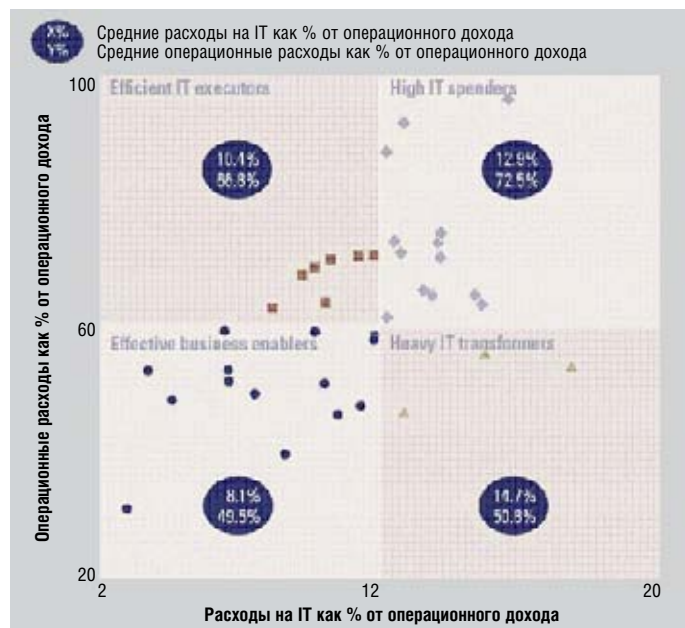 X%
Y%
Средние расходы на IT как % от операционного дохода
Средние операционные расходы как % от операционного дохода
Операционные расходы как % от операционного дохода
100
60
20
Efficient IT executors
High IT spenders
10.4%
12.9%
72.5%
Effective business enablers
Heavy IT transformers
8.1%
49.5%
14.7%
50.8%
2
12
20
Расходы на IT как % от операционного дохода